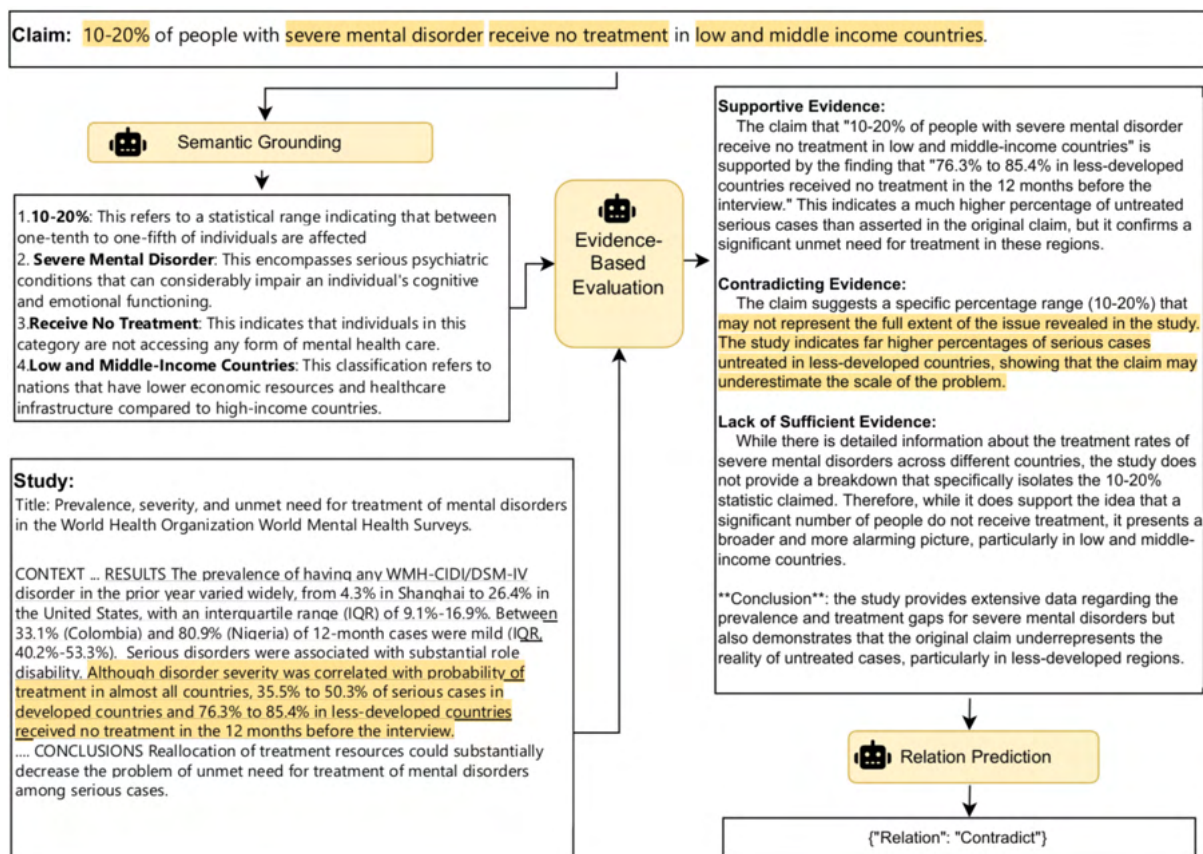 Claim: 10-20% of people with severe mental disorder receive no treatment in low and middle income countries.
Semantic Grounding
1.10-20%: This refers to a statistical range indicating that between
one-tenth to one-fifth of individuals are affected
2. Severe Mental Disorder: This encompasses serious psychiatric
conditions that can considerably impair an individual's cognitive
and emotional functioning.
3.Receive No Treatment: This indicates that individuals in this
category are not accessing any form of mental health care.
4.Low and Middle-Income Countries: This classification refers to
nations that have lower economic resources and healthcare
infrastructure compared to high-income countries.
Study:
Title: Prevalence, severity, and unmet need for treatment of mental disorders
in the World Health Organization World Mental Health Surveys.
CONTEXT ... RESULTS The prevalence of having any WMH-CIDI/DSM-IV
disorder in the prior year varied widely, from 4.3% in Shanghai to 26.4% in
the United States, with an interquartile range (IQR) of 9.1%-16.9%. Between
33.1% (Colombia) and 80.9% (Nigeria) of 12-month cases were mild (IQR,
40.2%-53.3%). Serious disorders were associated with substantial role
disability. Although disorder severity was correlated with probability of
treatment in almost all countries, 35.5% to 50.3% of serious cases in
developed countries and 76.3% to 85.4% in less-developed countries
received no treatment in the 12 months before the interview.
.... CONCLUSIONS Reallocation of treatment resources could substantially
decrease the problem of unmet need for treatment of mental disorders
among serious cases.
Evidence-
Based
Evaluation
Supportive Evidence:
The claim that "10-20% of people with severe mental disorder
receive no treatment in low and middle-income countries" is
supported by the finding that "76.3% to 85.4% in less-developed
countries received no treatment in the 12 months before the
interview." This indicates a much higher percentage of untreated
serious cases than asserted in the original claim, but it confirms a
significant unmet need for treatment in these regions.
Contradicting Evidence:
The claim suggests a specific percentage range (10-20%) that
may not represent the full extent of the issue revealed in the study.
The study indicates far higher percentages of serious cases
untreated in less-developed countries, showing that the claim may
underestimate the scale of the problem.
Lack of Sufficient Evidence:
While there is detailed information about the treatment rates of
severe mental disorders across different countries, the study does
not provide a breakdown that specifically isolates the 10-20%
statistic claimed. Therefore, while it does support the idea that a
significant number of people do not receive treatment, it presents a
broader and more alarming picture, particularly in low and middle-
income countries.
**Conclusion**: the study provides extensive data regarding the
prevalence and treatment gaps for severe mental disorders but
also demonstrates that the original claim underrepresents the
reality of untreated cases, particularly in less-developed regions.
Relation Prediction
{"Relation": "Contradict"}